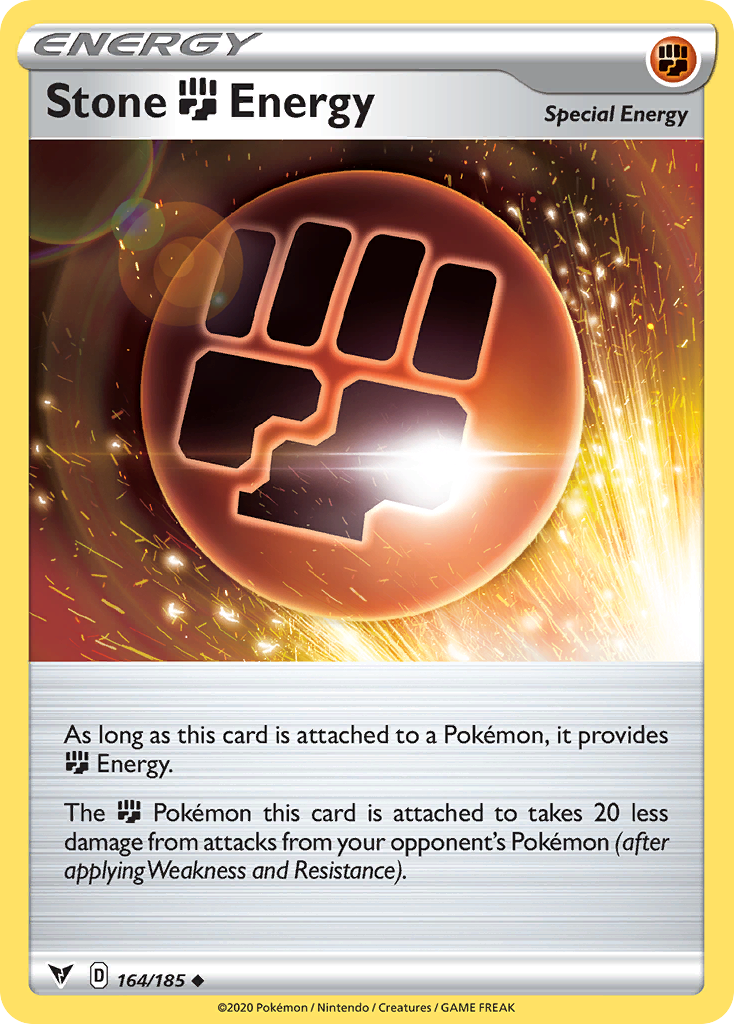 ENERGY
Stone Energy
Special Energy
As long as this card is attached to a Pokémon, it provides
Energy.
The Pokémon this card is attached to takes 20 less
damage from attacks from your opponent's Pokémon (after
applying Weakness and Resistance).
D 164/185
©2020 Pokémon / Nintendo / Creatures / GAME FREAK